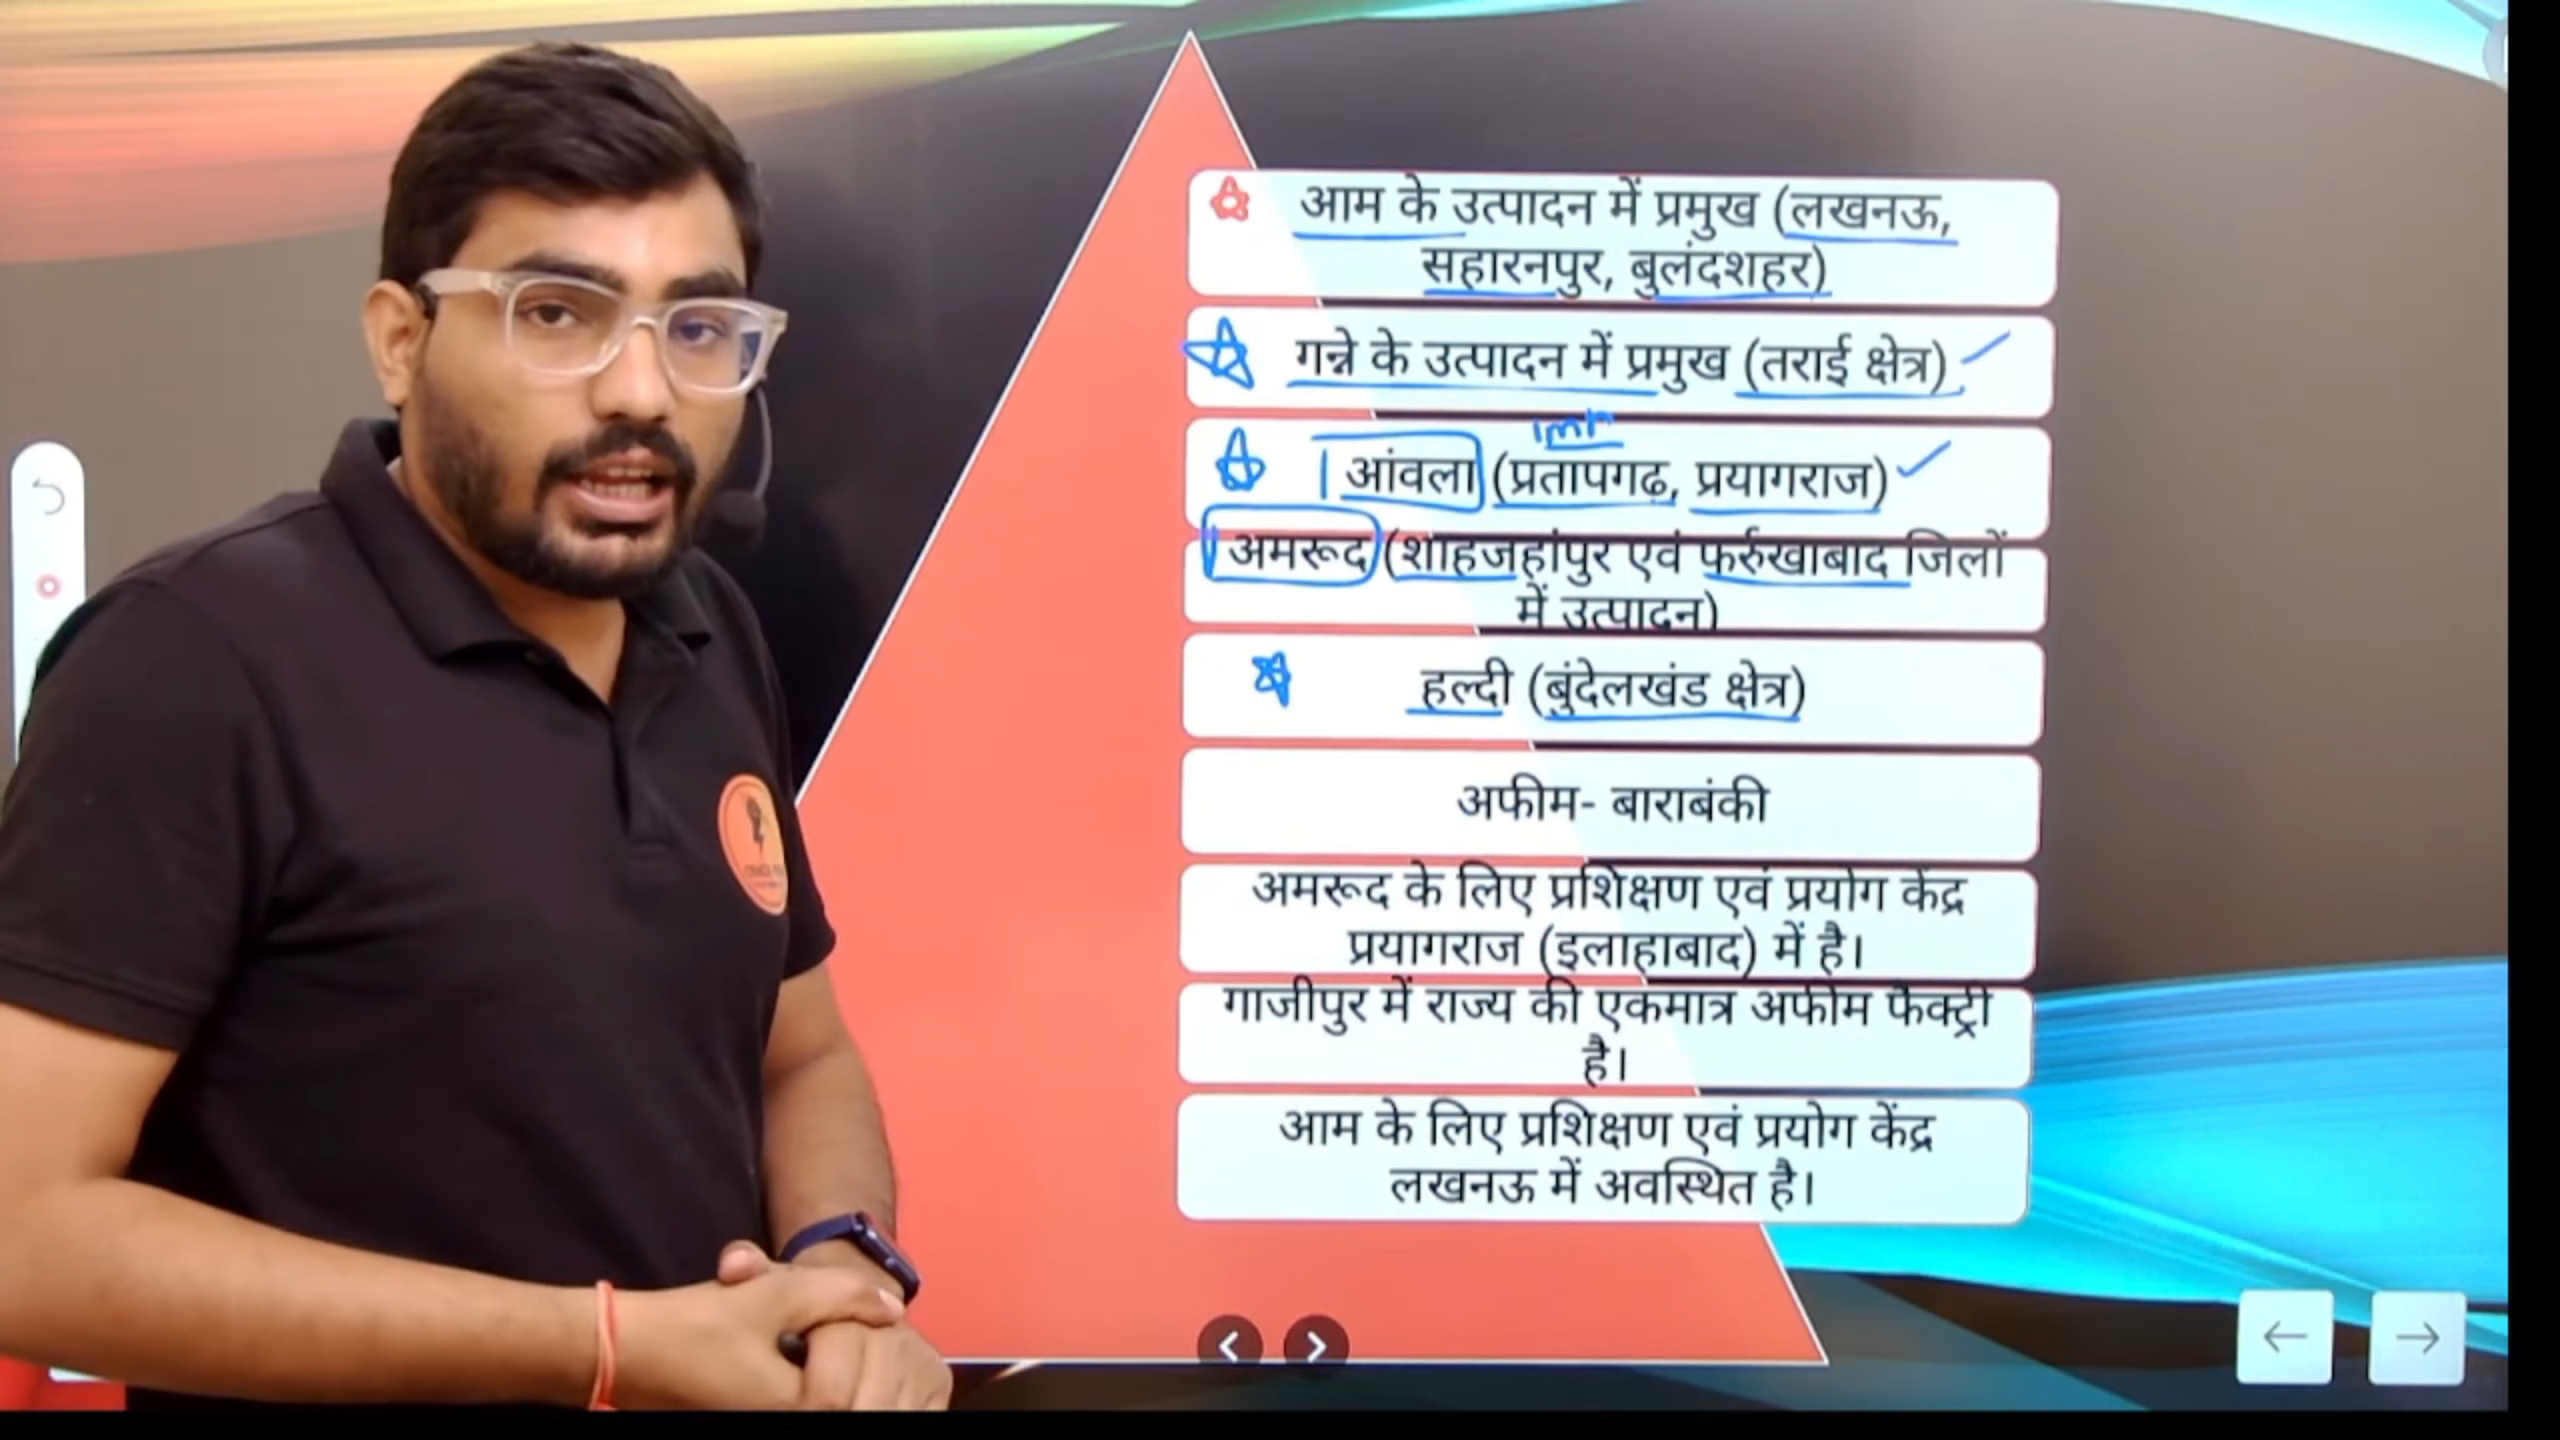 आम के उत्पादन में प्रमुख (लखनऊ,
सहारनपुर, बुलंदशहर)
गन्ने के उत्पादन में प्रमुख (तराई क्षेत्र)
imp
आंवला (प्रतापगढ़, प्रयागराज)
अमरूद (शाहजहांपुर एवं फर्रुखाबाद जिलों
में उत्पादन)
हल्दी (बुंदेलखंड क्षेत्र)
अफीम- बाराबंकी
अमरूद के लिए प्रशिक्षण एवं प्रयोग केंद्र
प्रयागराज (इलाहाबाद) में है।
गाजीपुर में राज्य की एकमात्र अफीम फैक्ट्री
है।
आम के लिए प्रशिक्षण एवं प्रयोग केंद्र
लखनऊ में अवस्थित है।